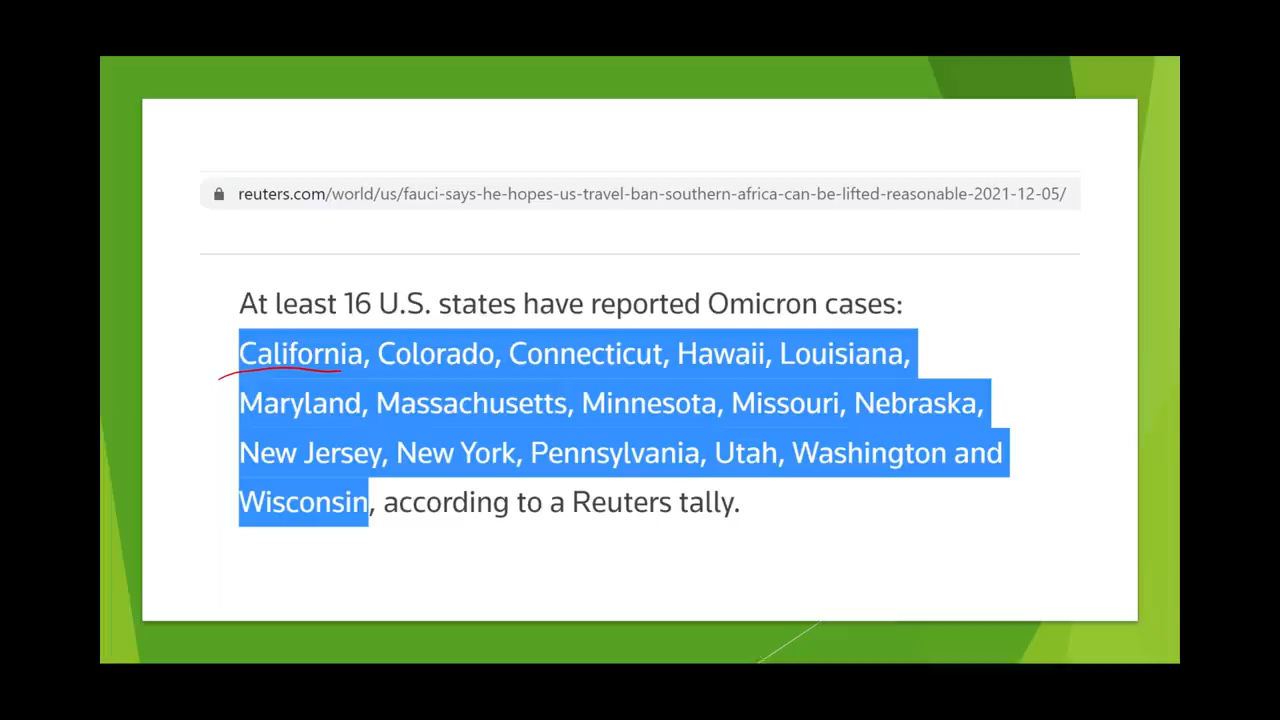 reuters.com/world/us/fauci-says-he-hopes-us-travel-ban-southern-africa-can-be-lifted-reasonable-2021-12-05/
At least 16 U.S. states have reported Omicron cases:
California, Colorado, Connecticut, Hawaii, Louisiana,
Maryland, Massachusetts, Minnesota, Missouri, Nebraska,
New Jersey, New York, Pennsylvania, Utah, Washington and
Wisconsin, according to a Reuters tally.